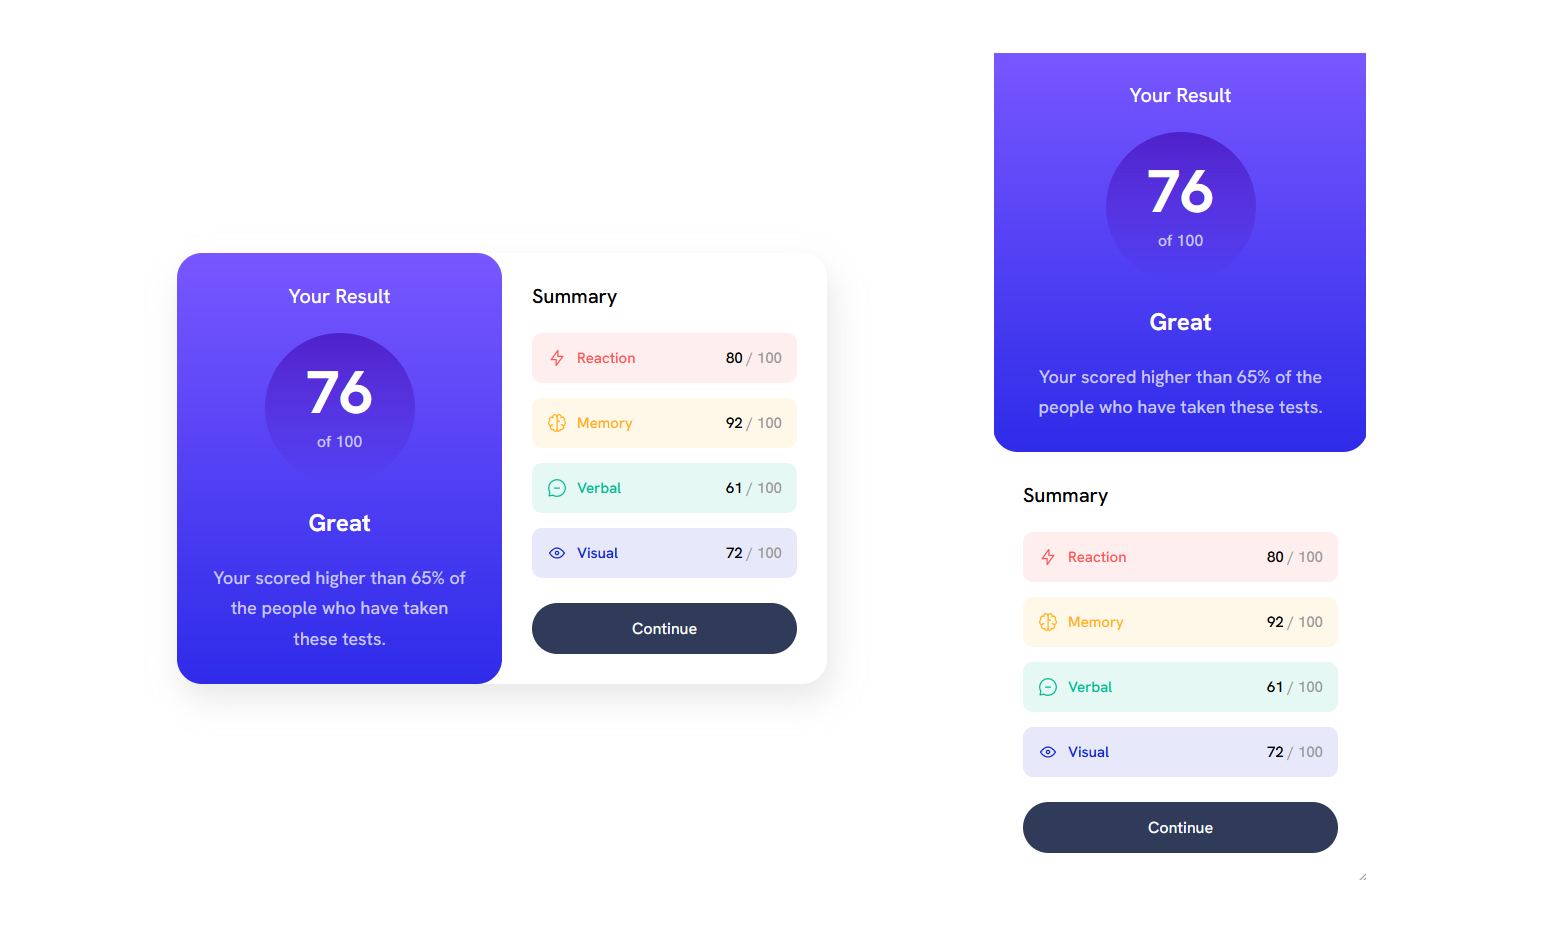 Your Result
76
of 100
Great
Your scored higher than 65% of
the people who have taken
these tests.
Summary
Reaction 80 / 100
Memory 92 / 100
Verbal 61 / 100
Visual 72 / 100
Continue
Your Result
76
of 100
Great
Your scored higher than 65% of the
people who have taken these tests.
Summary
Reaction 80 / 100
Memory 92 / 100
Verbal 61 / 100
Visual 72 / 100
Continue